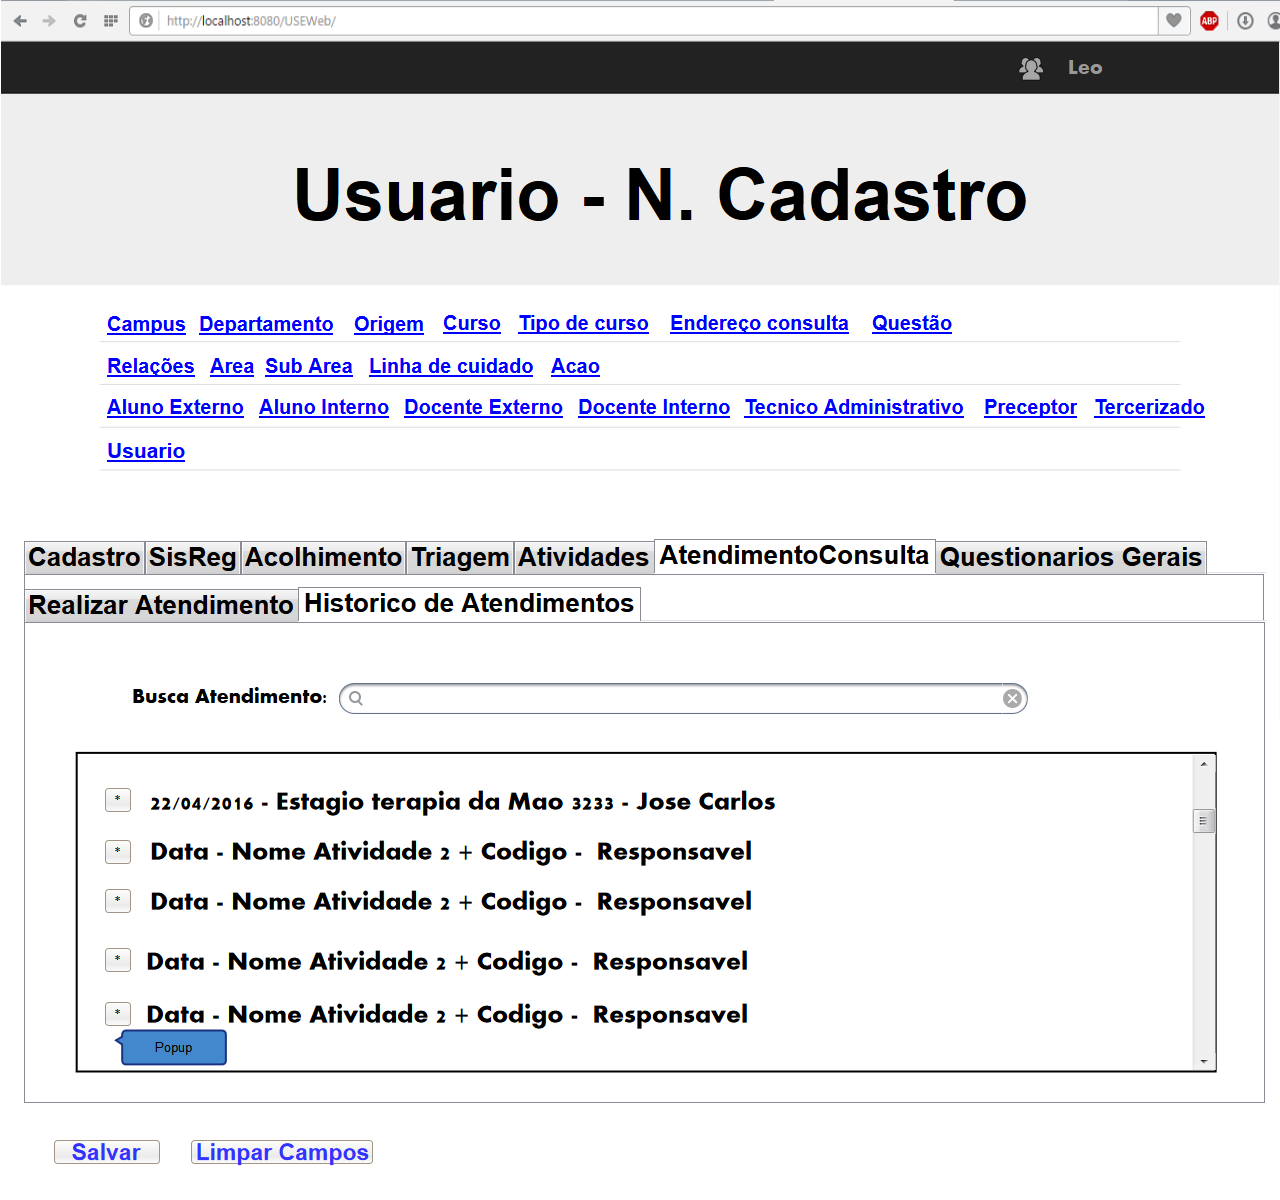 http://localhost:8080/USEWeb/
ABP
Leo
Usuario - N. Cadastro
Campus Departamento Origem Curso Tipo de curso Endereço consulta Questão
Relações Area Sub Area Linha de cuidado Acao
Aluno Externo Aluno Interno Docente Externo Docente Interno Tecnico Administrativo Preceptor Tercerizado
Usuario
Cadastro SisReg Acolhimento Triagem Atividades AtendimentoConsulta Questionarios Gerais
Realizar Atendimento Historico de Atendimentos
Busca Atendimento:
* 22/04/2016 - Estagio terapia da Mao 3233 - Jose Carlos
* Data - Nome Atividade 2 + Codigo - Responsavel
* Data - Nome Atividade 2 + Codigo - Responsavel
* Data - Nome Atividade 2 + Codigo - Responsavel
* Data - Nome Atividade 2 + Codigo - Responsavel
Popup
Salvar Limpar Campos